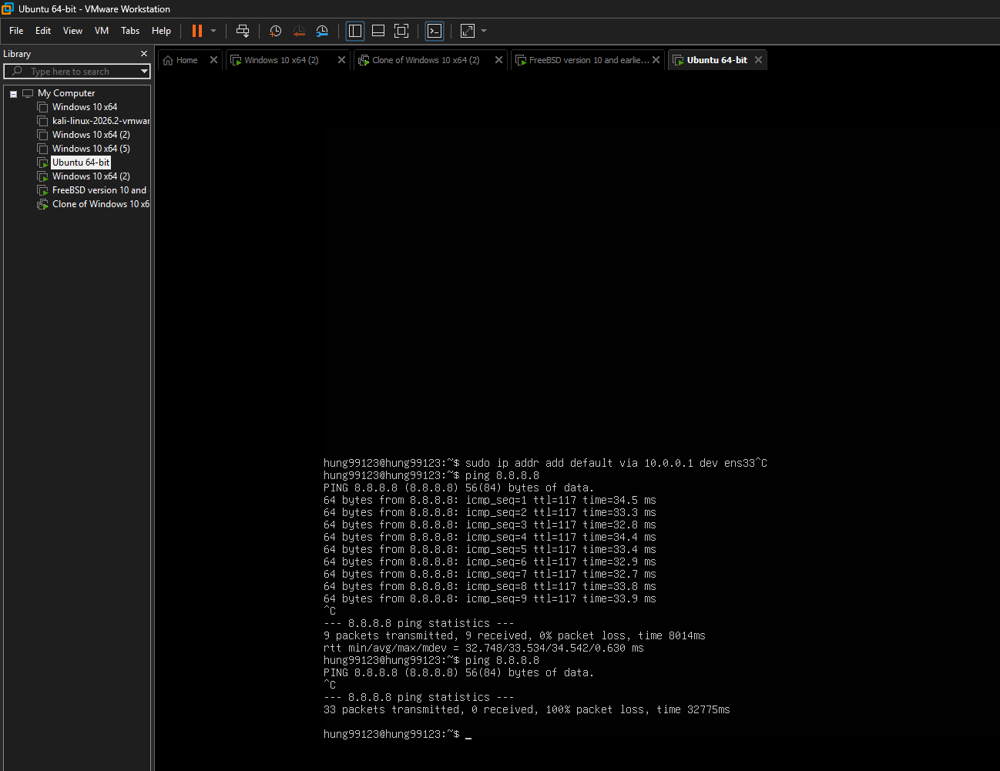 Ubuntu 64-bit - VMware Workstation
File Edit View VM Tabs Help
Library
Type here to search
My Computer
Windows 10 x64
kali-linux-2026.2-vmwar
Windows 10 x64 (2)
Windows 10 x64 (5)
Ubuntu 64-bit
Windows 10 x64 (2)
FreeBSD version 10 and
Clone of Windows 10 x6
Home Windows 10 x64 (2) Clone of Windows 10 x64 (2) FreeBSD version 10 and earlie... Ubuntu 64-bit
hung99123@hung99123:~$ sudo ip addr add default via 10.0.0.1 dev ens33^C
hung99123@hung99123:~$ ping 8.8.8.8
PING 8.8.8.8 (8.8.8.8) 56(84) bytes of data.
64 bytes from 8.8.8.8: icmp_seq=1 ttl=117 time=34.5 ms
64 bytes from 8.8.8.8: icmp_seq=2 ttl=117 time=33.3 ms
64 bytes from 8.8.8.8: icmp_seq=3 ttl=117 time=32.8 ms
64 bytes from 8.8.8.8: icmp_seq=4 ttl=117 time=34.4 ms
64 bytes from 8.8.8.8: icmp_seq=5 ttl=117 time=33.4 ms
64 bytes from 8.8.8.8: icmp_seq=6 ttl=117 time=32.9 ms
64 bytes from 8.8.8.8: icmp_seq=7 ttl=117 time=32.7 ms
64 bytes from 8.8.8.8: icmp_seq=8 ttl=117 time=33.8 ms
64 bytes from 8.8.8.8: icmp_seq=9 ttl=117 time=33.9 ms
^C
--- 8.8.8.8 ping statistics ---
9 packets transmitted, 9 received, 0% packet loss, time 8014ms
rtt min/avg/max/mdev = 32.748/33.534/34.542/0.630 ms
hung99123@hung99123:~$ ping 8.8.8.8
PING 8.8.8.8 (8.8.8.8) 56(84) bytes of data.
^C
--- 8.8.8.8 ping statistics ---
33 packets transmitted, 0 received, 100% packet loss, time 32775ms
hung99123@hung99123:~$ _